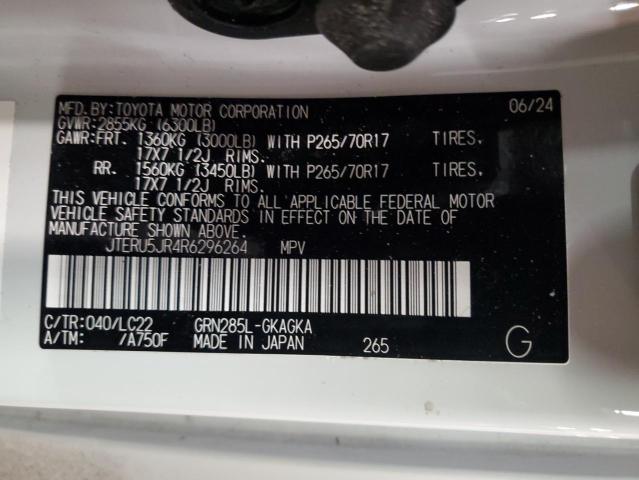 MFD.BY:TOYOTA MOTOR CORPORATION 06/24
GVWR:2855KG (6300LB)
GAWR:FRT. 1360KG (3000LB) WITH P265/70R17 TIRES,
17X7 1/2J RIMS.
RR. 1560KG (3450LB) WITH P265/70R17 TIRES,
17X7 1/2J RIMS.
THIS VEHICLE CONFORMS TO ALL APPLICABLE FEDERAL MOTOR
VEHICLE SAFETY STANDARDS IN EFFECT ON THE DATE OF
MANUFACTURE SHOWN ABOVE.
JTERU5JR4R6296264 MPV
C/TR:040/LC22 GRN285L-GKAGKA
A/TM: /A750F MADE IN JAPAN 265 G